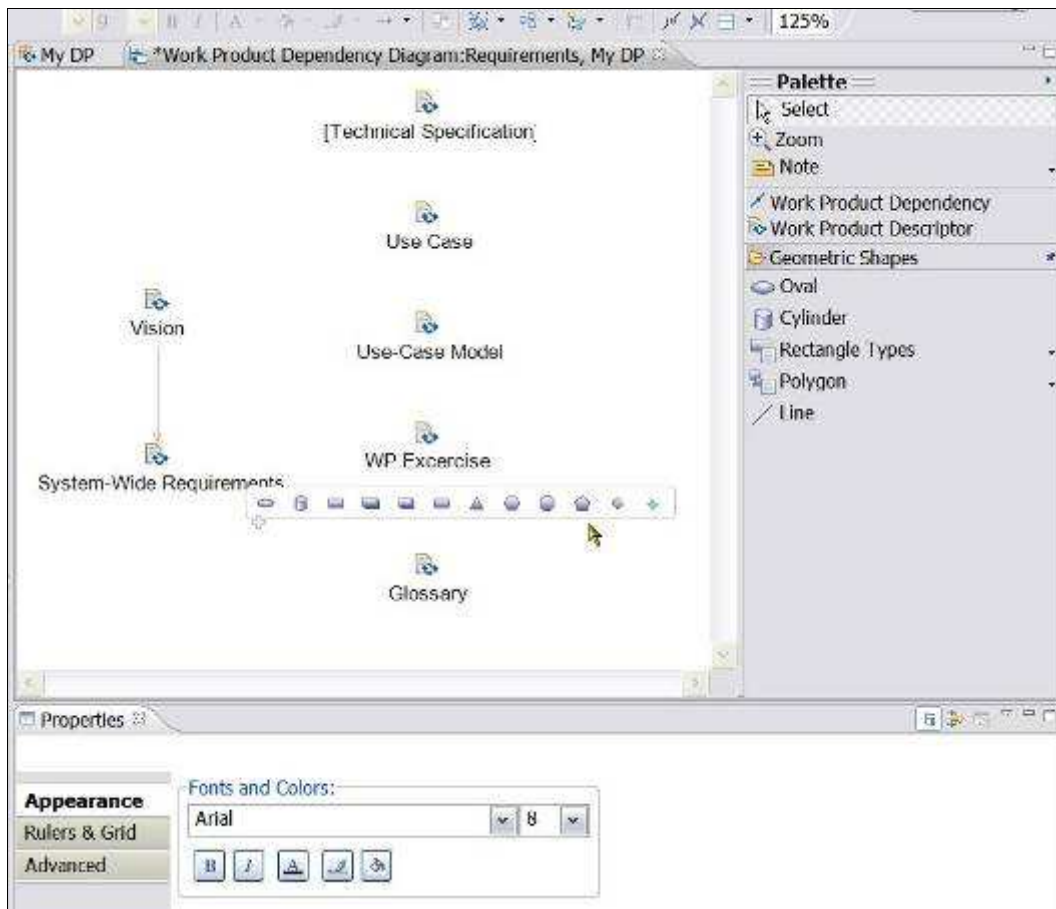 125%
My DP
*Work Product Dependency Diagram:Requirements, My DP
Palette
Select
Zoom
Note
Work Product Dependency
Work Product Descriptor
Geometric Shapes
Oval
Cylinder
Rectangle Types
Polygon
Line
[Technical Specification]
Use Case
Vision
Use-Case Model
WP Excercise
System-Wide Requirements
Glossary
Properties
Appearance
Rulers & Grid
Advanced
Fonts and Colors:
Arial
8
B
I
A